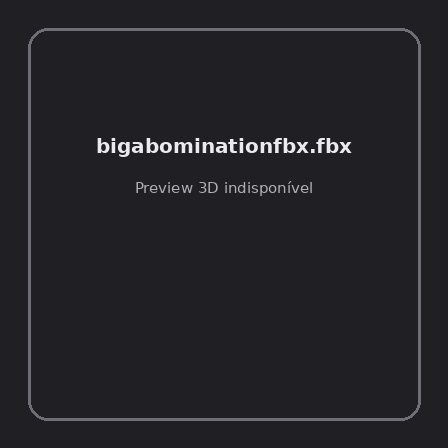 bigabominationfbx.fbx
Preview 3D indisponível